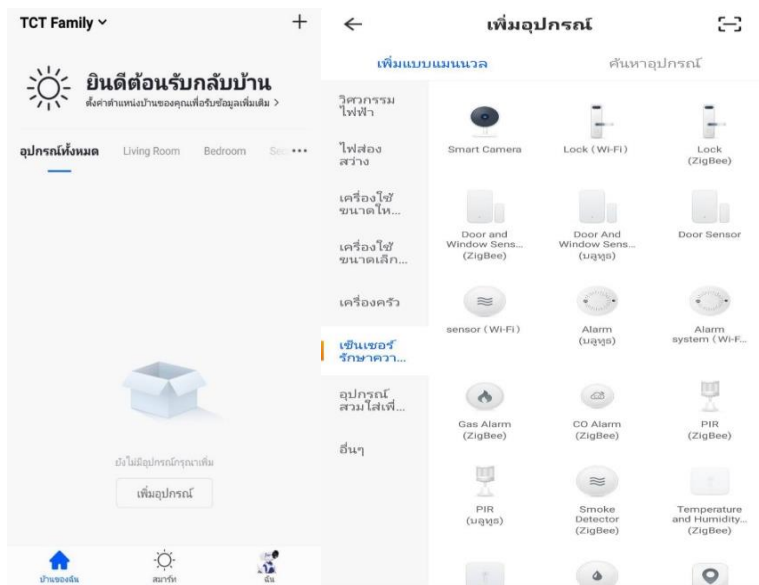 TCT Family
ยินดีต้อนรับกลับบ้าน
ตั้งค่าตำแหน่งบ้านของคุณเพื่อรับข้อมูลเพิ่มเติม >
อุปกรณ์ทั้งหมด Living Room Bedroom
ยังไม่มีอุปกรณ์กรุณาเพิ่ม
เพิ่มอุปกรณ์
บ้านของฉัน สมาร์ท ฉัน
เพิ่มอุปกรณ์
เพิ่มแบบแมนนวล ค้นหาอุปกรณ์
วิศวกรรม
ไฟฟ้า
ไฟส่อง
สว่าง
เครื่องใช้
ขนาดให...
เครื่องใช้
ขนาดเล็ก...
เครื่องครัว
เซ็นเซอร์
รักษาควา...
อุปกรณ์
สวมใส่เพื่...
อื่นๆ
Smart Camera
Lock (Wi-Fi)
Lock
(ZigBee)
Door and
Window Sens...
(ZigBee)
Door And
Window Sens...
(บลูทูธ)
Door Sensor
sensor (Wi-Fi)
Alarm
(บลูทูธ)
Alarm
system (Wi-F...
Gas Alarm
(ZigBee)
CO Alarm
(ZigBee)
PIR
(ZigBee)
PIR
(บลูทูธ)
Smoke
Detector
(ZigBee)
Temperature
and Humidity...
(ZigBee)